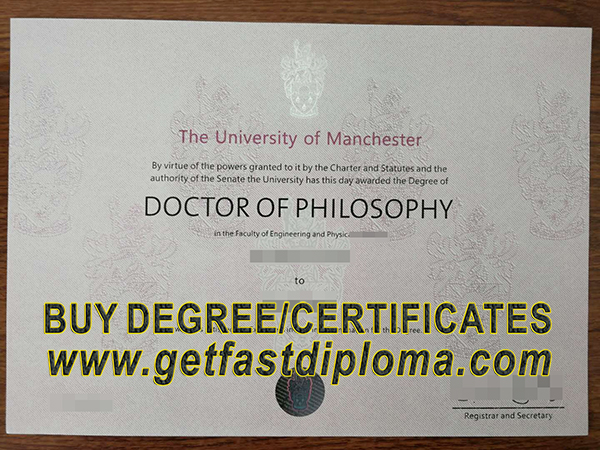 The University of Manchester
By virtue of the powers granted to it by the Charter and Statutes and the
authority of the Senate the University has this day awarded the Degree of
DOCTOR OF PHILOSOPHY
in the Faculty of Engineering and
to
BUY DEGREE/CERTIFICATES
www.getfastdiploma.com
Registrar and Secretary